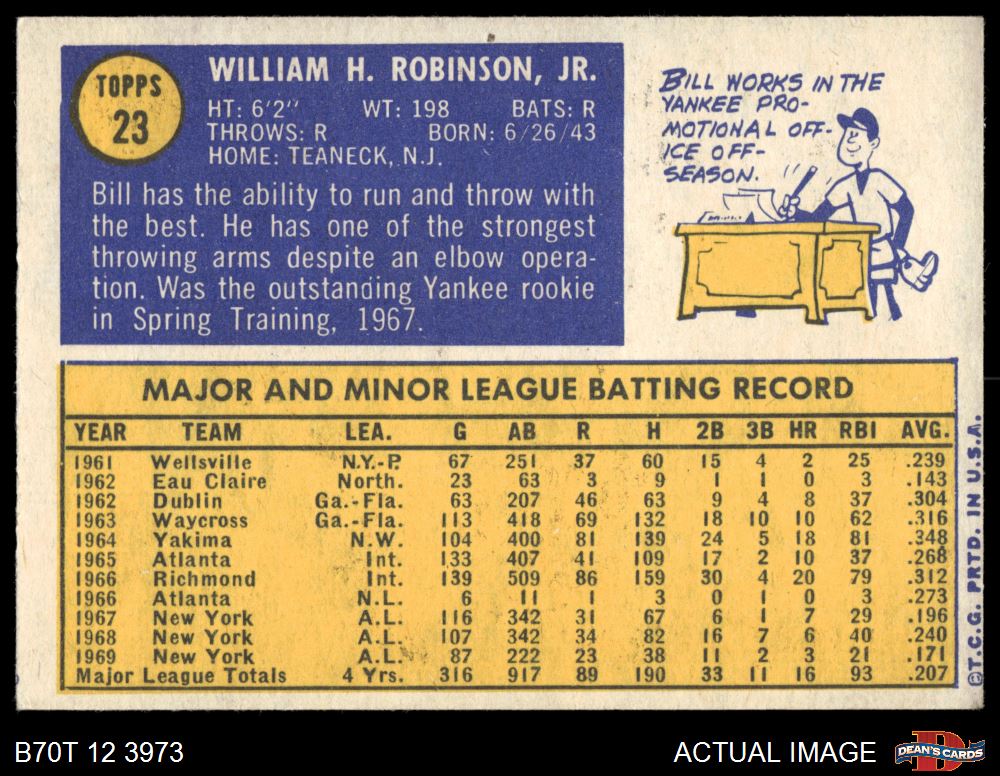 TOPPS
23
WILLIAM H. ROBINSON, JR.
HT: 6'2" WT: 198 BATS: R
THROWS: R BORN: 6/26/43
HOME: TEANECK, N.J.
Bill has the ability to run and throw with
the best. He has one of the strongest
throwing arms despite an elbow opera-
tion. Was the outstanding Yankee rookie
in Spring Training, 1967.
BILL WORKS IN THE
YANKEE PRO-
MOTIONAL OFF-
ICE OFF-
SEASON.
MAJOR AND MINOR LEAGUE BATTING RECORD
YEAR TEAM LEA. G AB R H 2B 3B HR RBI AVG.
1961 Wellsville N.Y.-P. 67 251 37 60 15 4 2 25 .239
1962 Eau Claire North. 23 63 3 9 1 1 0 3 .143
1962 Dublin Ga.-Fla. 63 207 46 63 9 4 8 37 .304
1963 Waycross Ga.-Fla. 113 418 69 132 18 10 10 62 .316
1964 Yakima N.W. 104 400 81 139 24 5 18 81 .348
1965 Atlanta Int. 133 407 41 109 17 2 10 37 .268
1966 Richmond Int. 139 509 86 159 30 4 20 79 .312
1966 Atlanta N.L. 6 11 1 3 0 1 0 3 .273
1967 New York A.L. 116 342 31 67 6 1 7 29 .196
1968 New York A.L. 107 342 34 82 16 7 6 40 .240
1969 New York A.L. 87 222 23 38 11 2 3 21 .171
Major League Totals 4 Yrs. 316 917 89 190 33 11 16 93 .207
©T.C.G. PRTD. IN U.S.A.
B70T 12 3973
ACTUAL IMAGE
DEAN'S CARDS